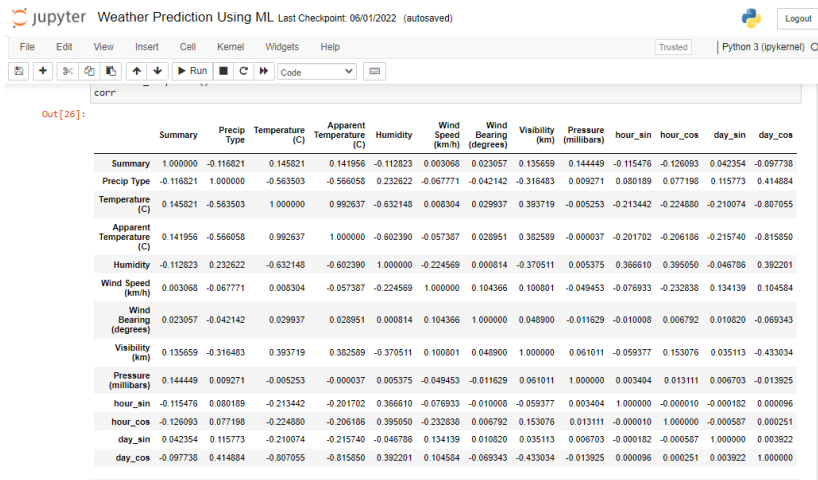 jupyter Weather Prediction Using ML Last Checkpoint: 06/01/2022 (autosaved)
Logout
File Edit View Insert Cell Kernel Widgets Help
Trusted Python 3 (ipykernel) O
Run Code
corr
Out[26]:
Summary Precip Type Temperature (C) Apparent Temperature (C) Humidity Wind Speed (km/h) Wind Bearing (degrees) Visibility (km) Pressure (millibars) hour_sin hour_cos day_sin day_cos
Summary 1.000000 -0.116821 0.145821 0.141956 -0.112823 0.003068 0.023057 0.135659 0.144449 -0.115476 -0.126093 0.042354 -0.097738
Precip Type -0.116821 1.000000 -0.563503 -0.566058 0.232622 -0.067771 -0.042142 -0.316483 0.009271 0.080189 0.077198 0.115773 0.414884
Temperature (C) 0.145821 -0.563503 1.000000 0.992637 -0.632148 0.008304 0.029937 0.393719 -0.005253 -0.213442 -0.224880 -0.210074 -0.807055
Apparent Temperature (C) 0.141956 -0.566058 0.992637 1.000000 -0.602390 -0.057387 0.028951 0.382589 -0.000037 -0.201702 -0.206186 -0.215740 -0.815850
Humidity -0.112823 0.232622 -0.632148 -0.602390 1.000000 -0.224569 0.000814 -0.370511 0.005375 0.366610 0.395050 -0.046786 0.392201
Wind Speed (km/h) 0.003068 -0.067771 0.008304 -0.057387 -0.224569 1.000000 0.104366 0.100801 -0.049453 -0.076933 -0.232838 0.134139 0.104584
Wind Bearing (degrees) 0.023057 -0.042142 0.029937 0.028951 0.000814 0.104366 1.000000 0.048900 -0.011629 -0.010008 0.006792 0.010820 -0.069343
Visibility (km) 0.135659 -0.316483 0.393719 0.382589 -0.370511 0.100801 0.048900 1.000000 0.061011 -0.059377 0.153076 0.035113 -0.433034
Pressure (millibars) 0.144449 0.009271 -0.005253 -0.000037 0.005375 -0.049453 -0.011629 0.061011 1.000000 0.003404 0.013111 0.006703 -0.013925
hour_sin -0.115476 0.080189 -0.213442 -0.201702 0.366610 -0.076933 -0.010008 -0.059377 0.003404 1.000000 -0.000010 -0.000182 0.000096
hour_cos -0.126093 0.077198 -0.224880 -0.206186 0.395050 -0.232838 0.006792 0.153076 0.013111 -0.000010 1.000000 -0.000587 0.000251
day_sin 0.042354 0.115773 -0.210074 -0.215740 -0.046786 0.134139 0.010820 0.035113 0.006703 -0.000182 -0.000587 1.000000 0.003922
day_cos -0.097738 0.414884 -0.807055 -0.815850 0.392201 0.104584 -0.069343 -0.433034 -0.013925 0.000096 0.000251 0.003922 1.000000